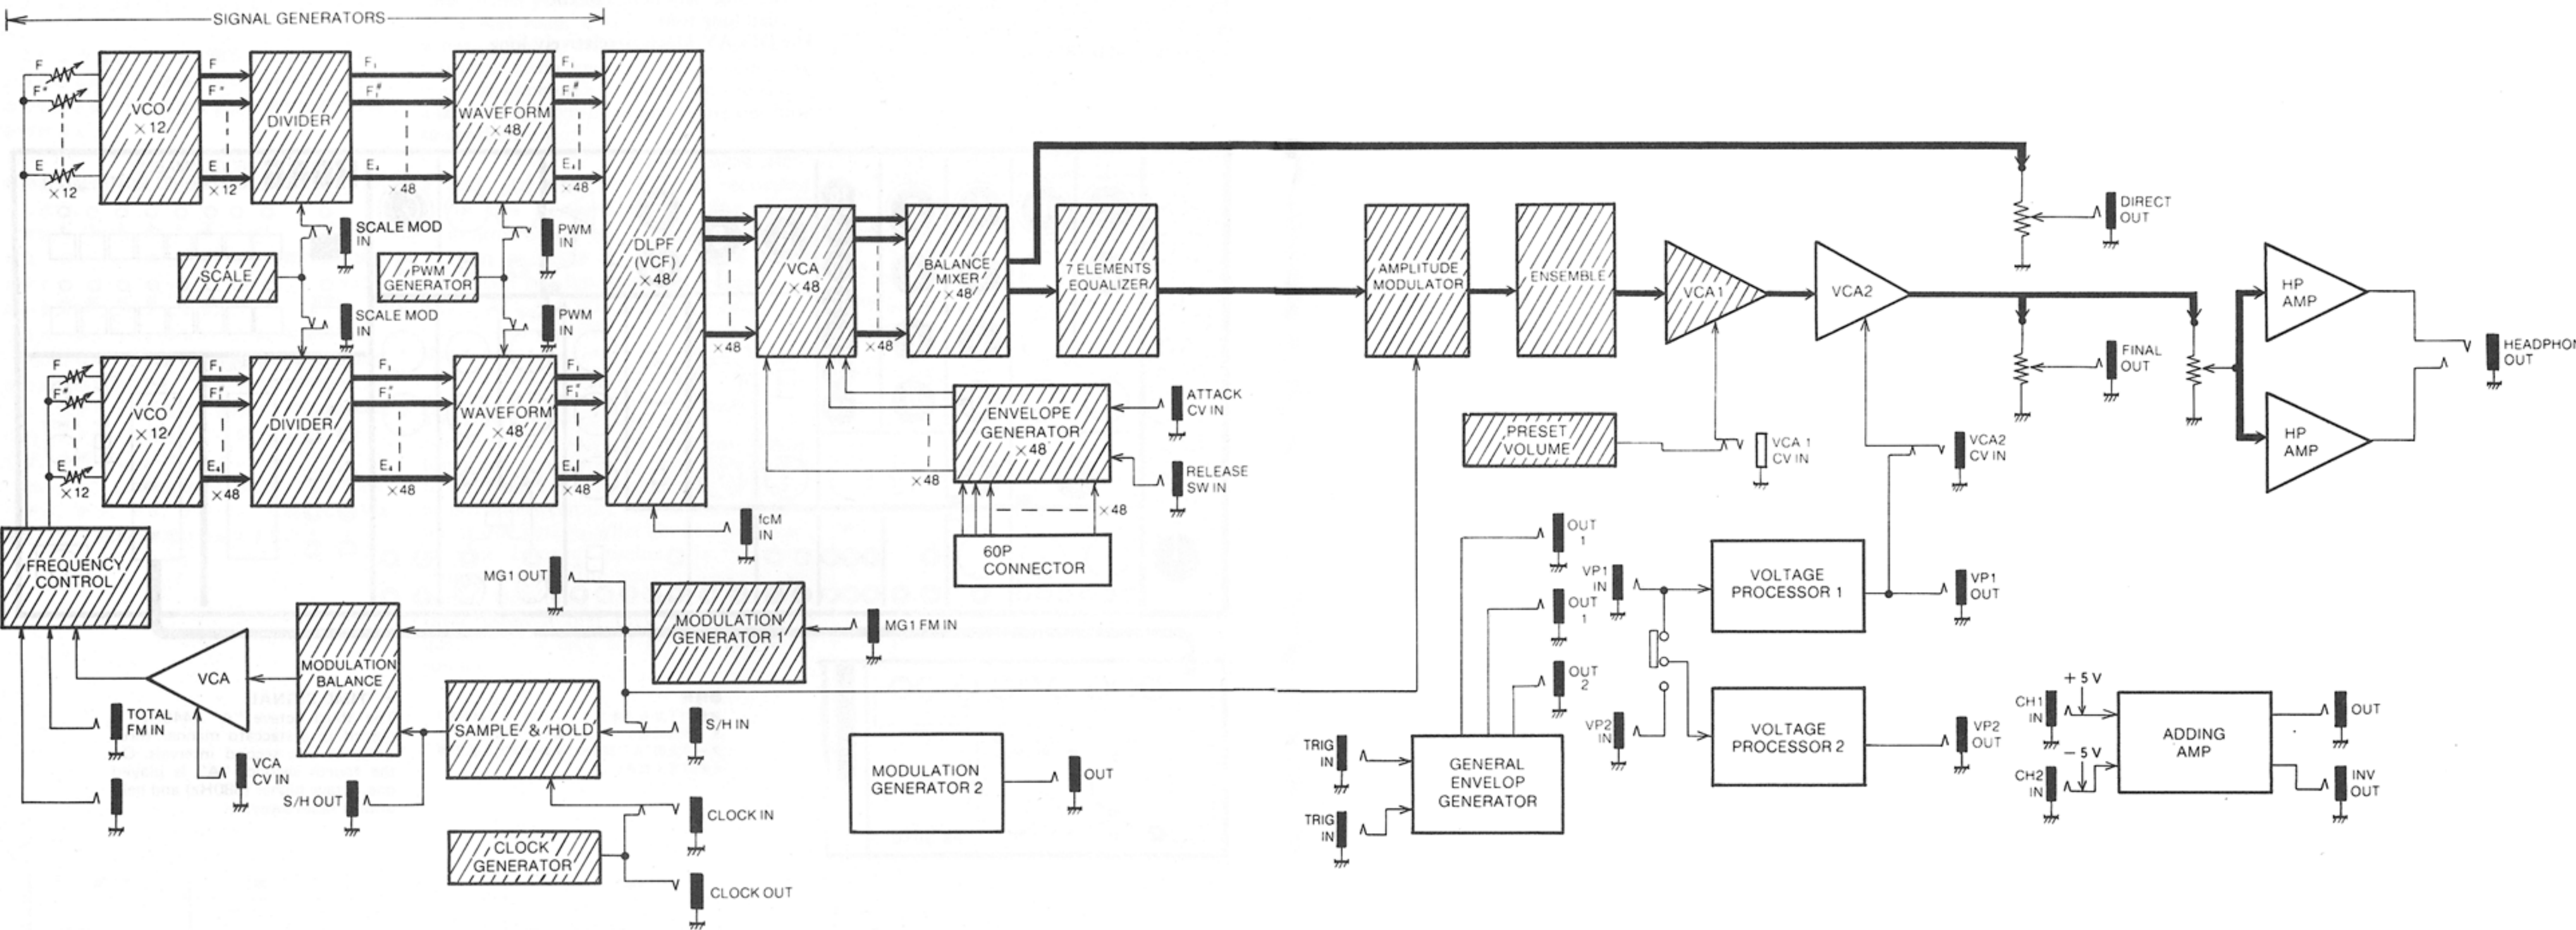 SIGNAL GENERATORS
F
F#
E
×12
VCO
×12
F
F#
E
×12
DIVIDER
F1
F1#
E4
×48
WAVEFORM
×48
F1
F1#
E4
×48
SCALE
SCALE MOD
IN
SCALE MOD
IN
PWM
GENERATOR
PWM
IN
PWM
IN
F
F#
E
×12
VCO
×12
F1
F1#
E4
×48
DIVIDER
F1
F1#
E4
×48
WAVEFORM
×48
F1
F1#
E4
×48
DLPF
(VCF)
×48
×48
VCA
×48
×48
BALANCE
MIXER
×48
7 ELEMENTS
EQUALIZER
AMPLITUDE
MODULATOR
ENSEMBLE
VCA1
VCA2
DIRECT
OUT
FINAL
OUT
HP
AMP
HP
AMP
HEADPHON
OUT
ENVELOPE
GENERATOR
×48
×48
ATTACK
CV IN
RELEASE
SW IN
×48
60P
CONNECTOR
fcM
IN
PRESET
VOLUME
VCA 1
CV IN
VCA2
CV IN
FREQUENCY
CONTROL
VCA
MODULATION
BALANCE
TOTAL
FM IN
VCA
CV IN
MG1 OUT
MODULATION
GENERATOR 1
MG1 FM IN
SAMPLE & HOLD
S/H IN
S/H OUT
CLOCK IN
CLOCK
GENERATOR
CLOCK OUT
MODULATION
GENERATOR 2
OUT
OUT
1
OUT
1
OUT
2
TRIG
IN
TRIG
IN
GENERAL
ENVELOP
GENERATOR
VP1
IN
VP2
IN
VOLTAGE
PROCESSOR 1
VP1
OUT
VOLTAGE
PROCESSOR 2
VP2
OUT
CH1
IN
+5V
CH2
IN
−5V
ADDING
AMP
OUT
INV
OUT